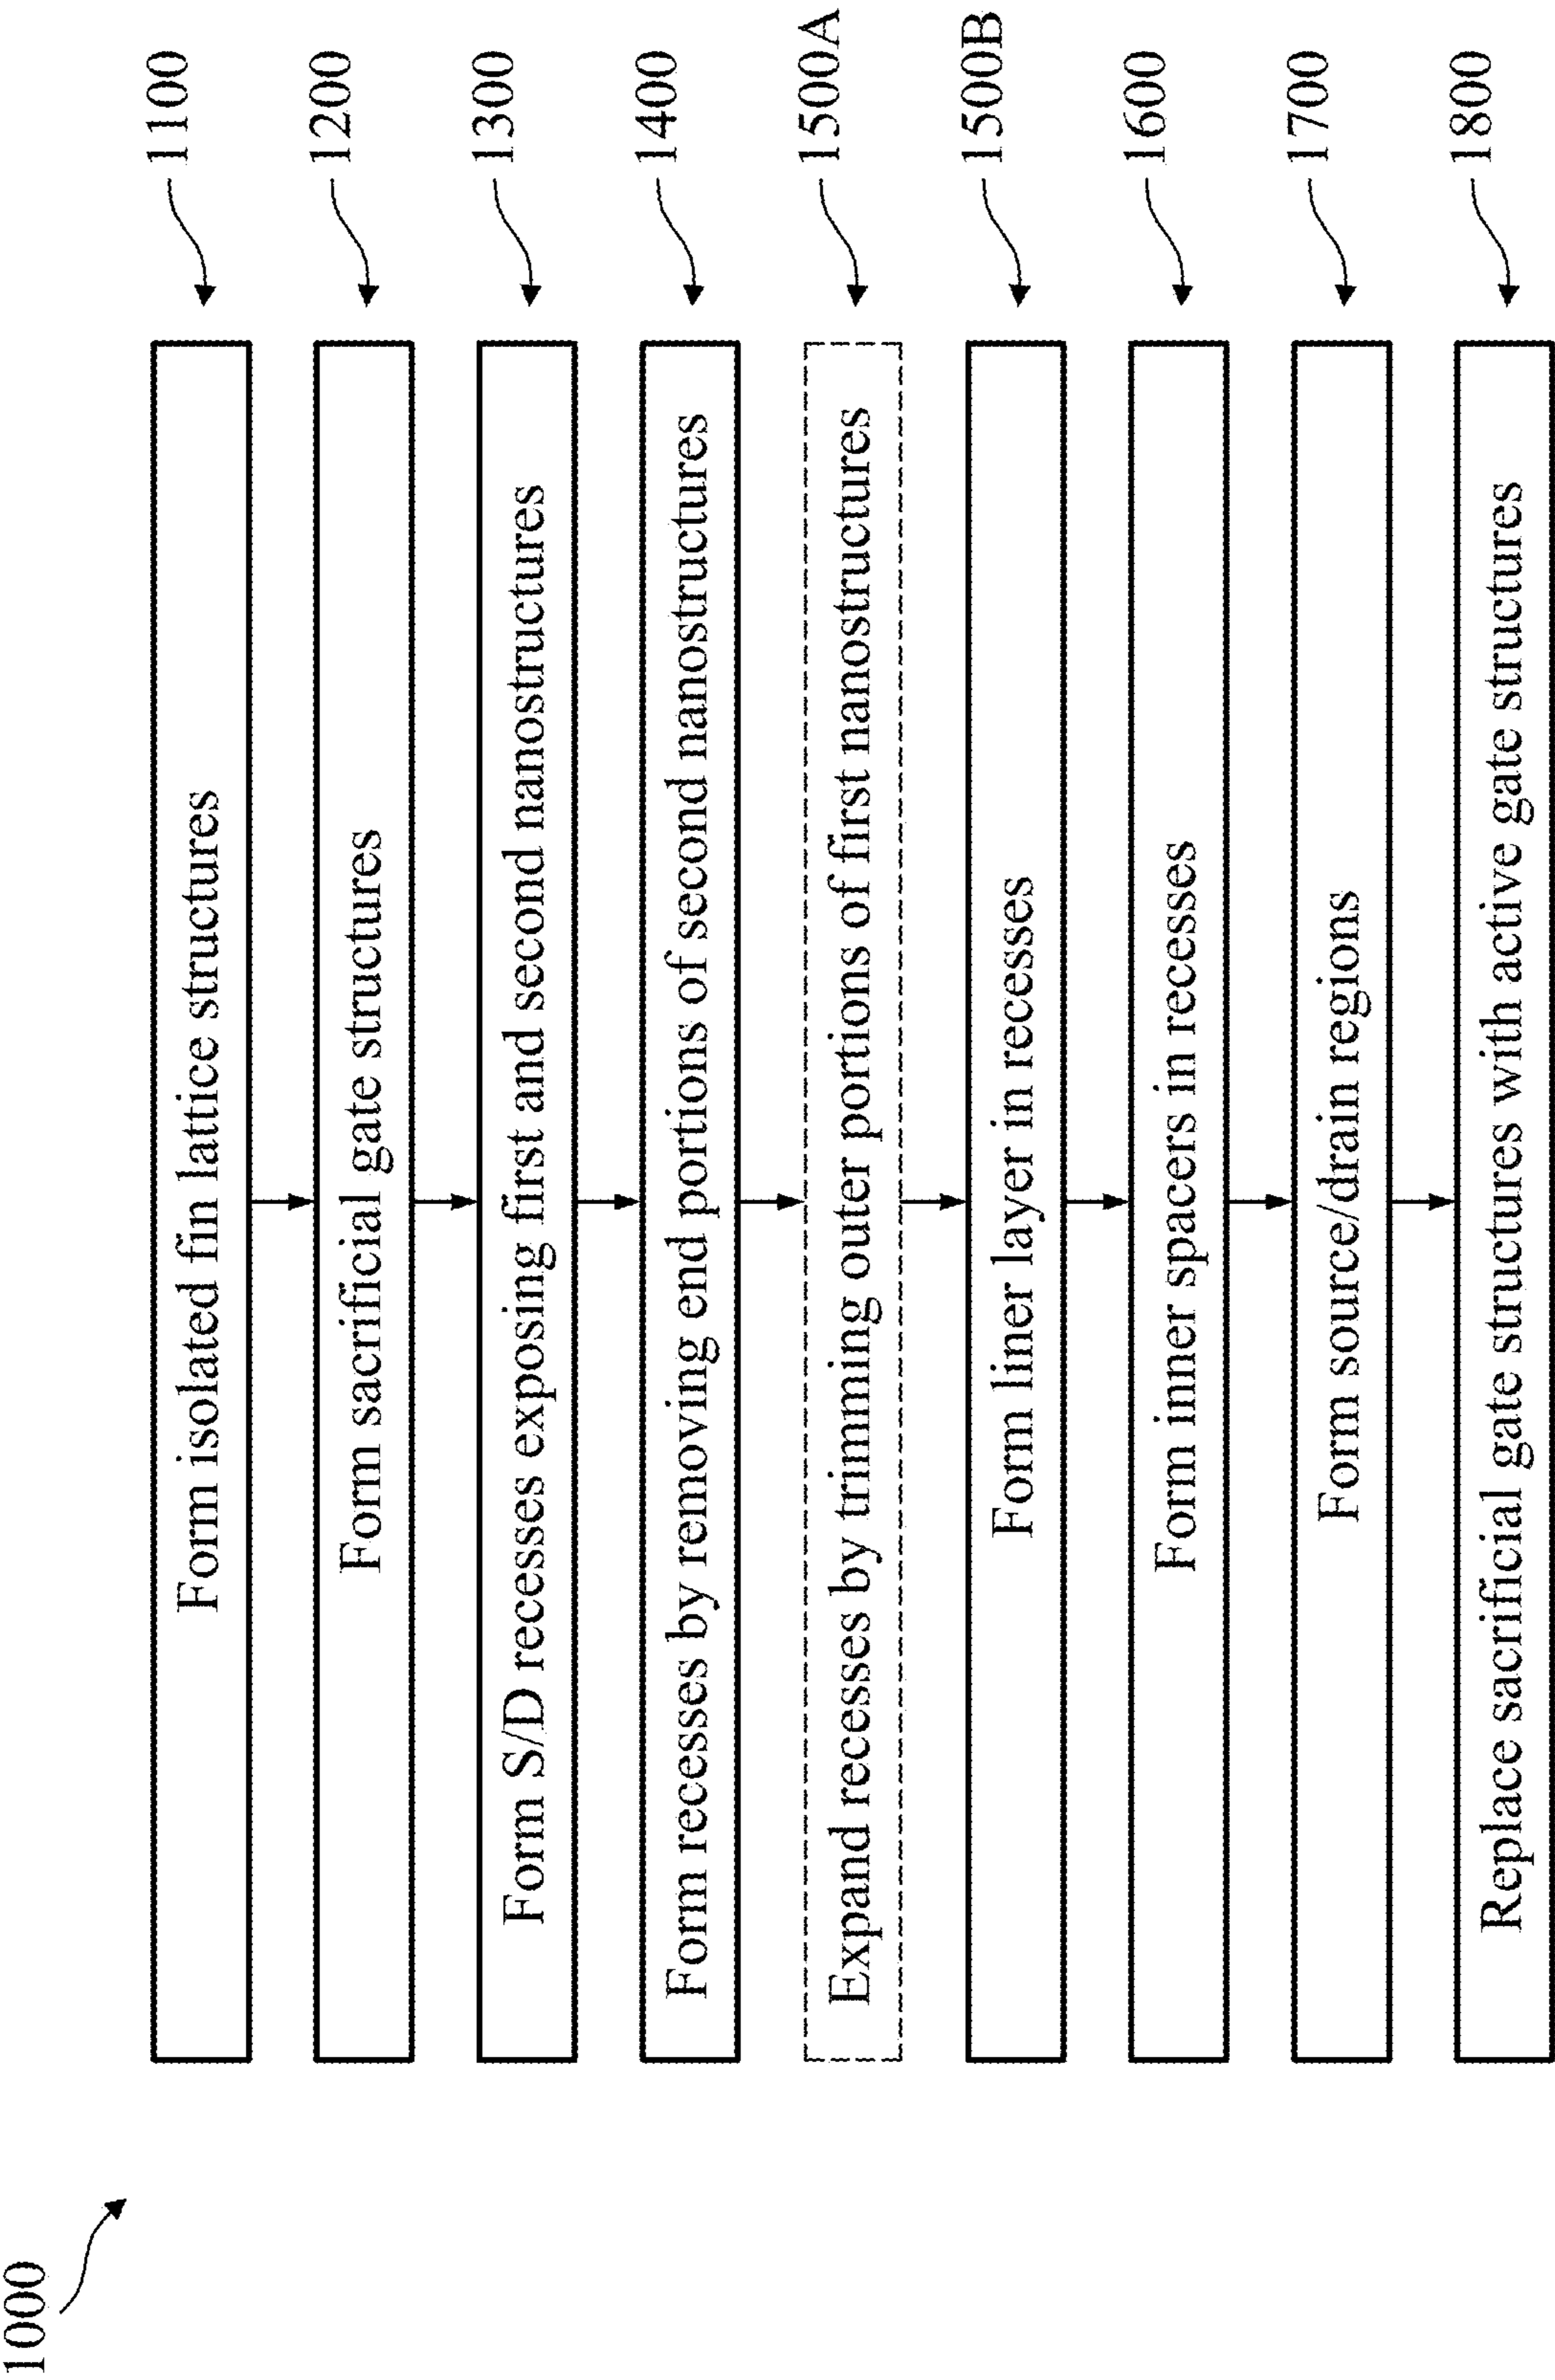 1000
Form isolated fin lattice structures
1100
Form sacrificial gate structures
1200
Form S/D recesses exposing first and second nanostructures
1300
Form recesses by removing end portions of second nanostructures
1400
Expand recesses by trimming outer portions of first nanostructures
1500A
Form liner layer in recesses
1500B
Form inner spacers in recesses
1600
Form source/drain regions
1700
Replace sacrificial gate structures with active gate structures
1800